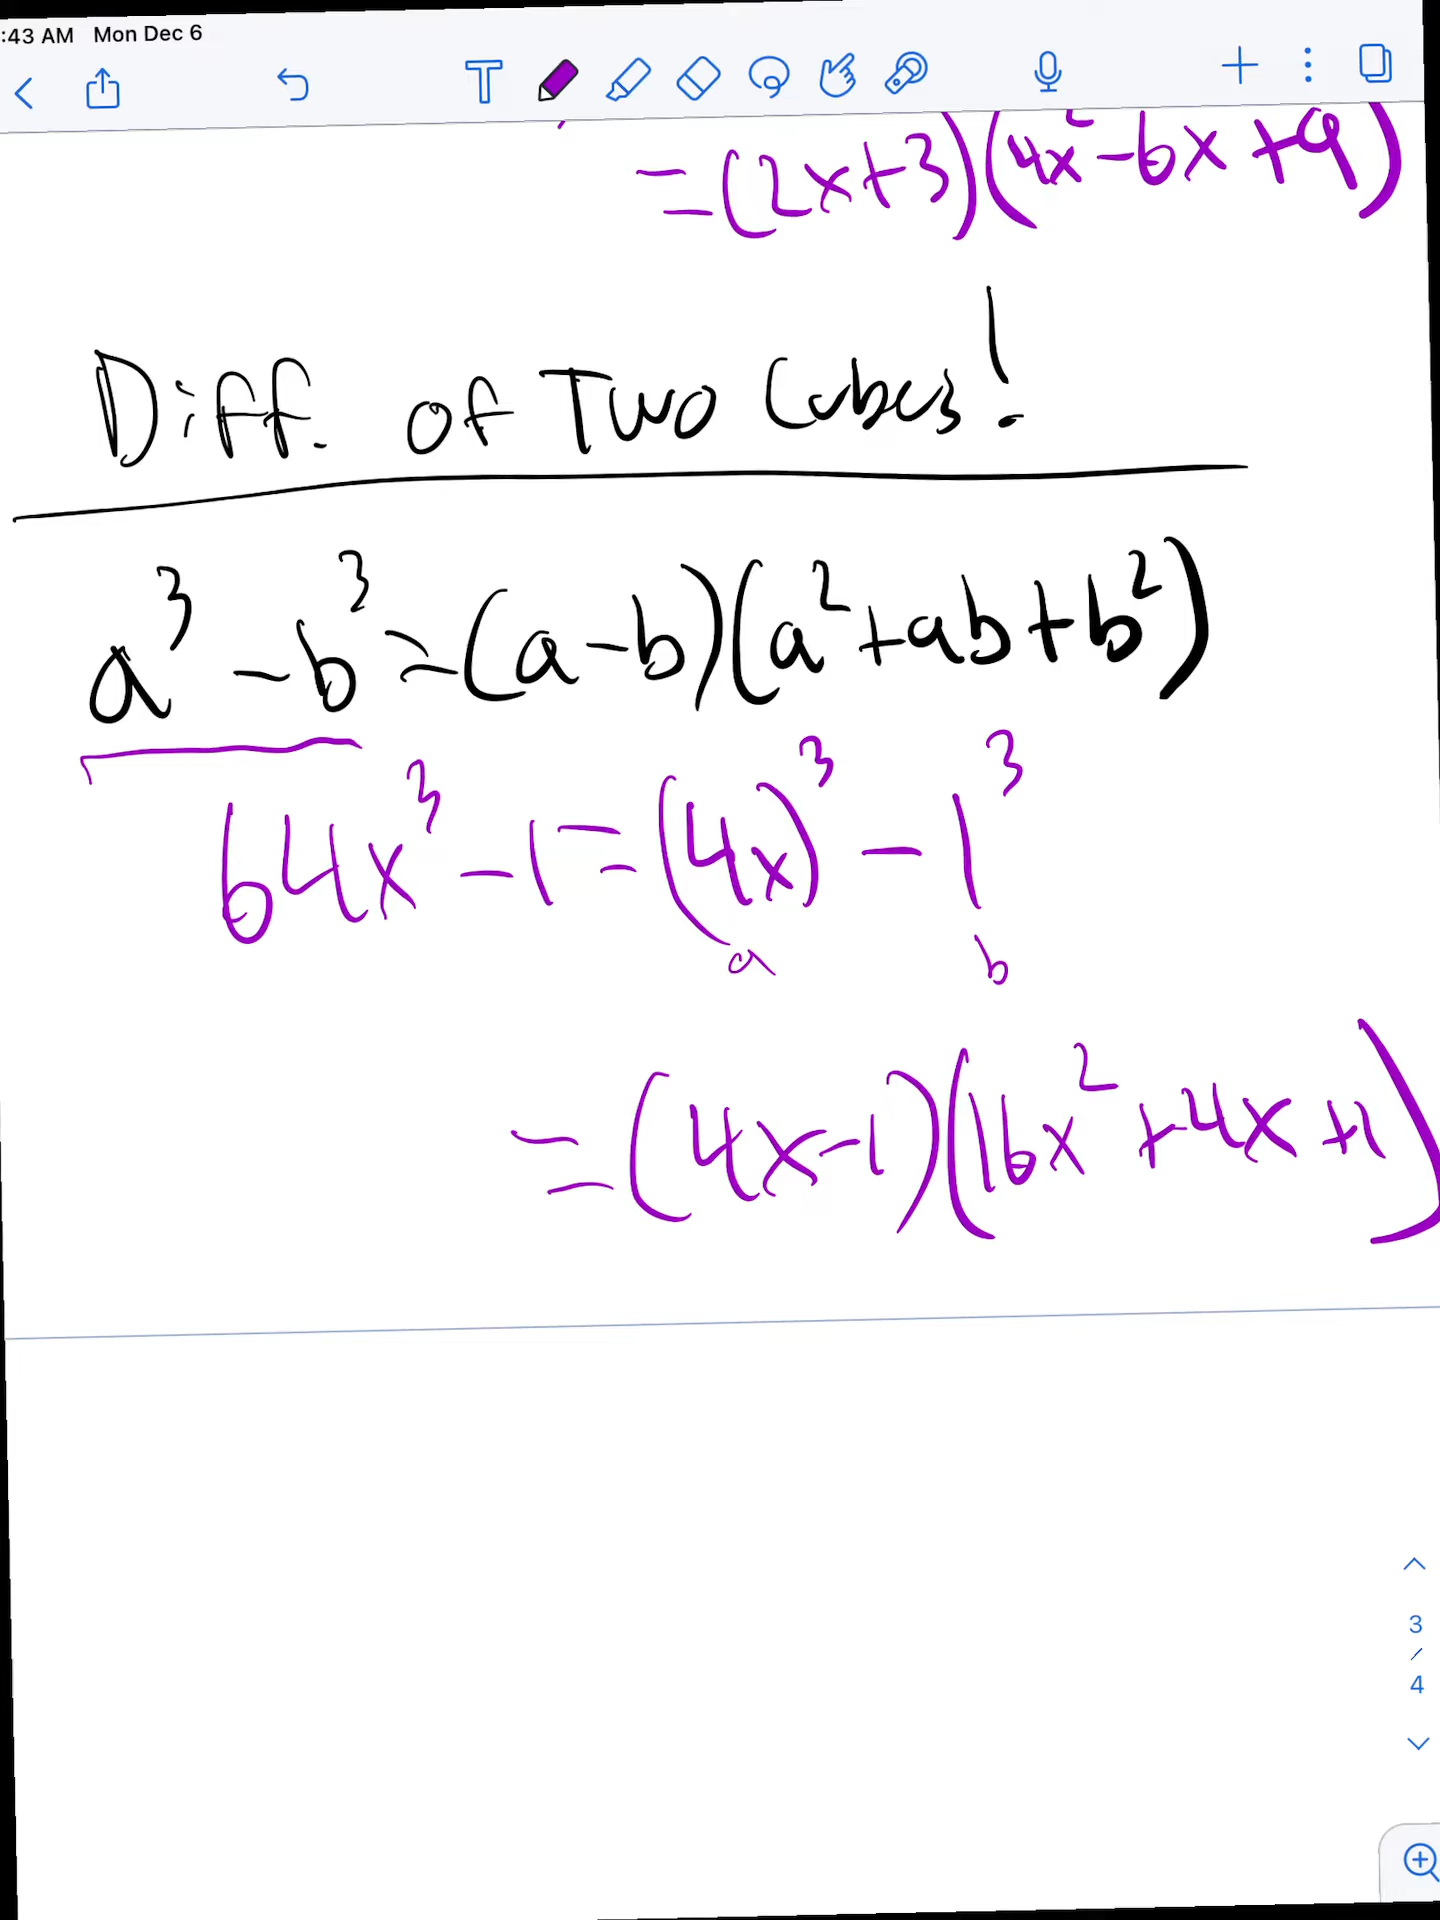 :43 AM Mon Dec 6
T
=(2x+3)(4x²-6x+9)
Diff. of Two Cubes!
a³-b³=(a-b)(a²+ab+b²)
64x³-1=(4x)³-1³
a b
=(4x-1)(16x²+4x+1)
3
/
4